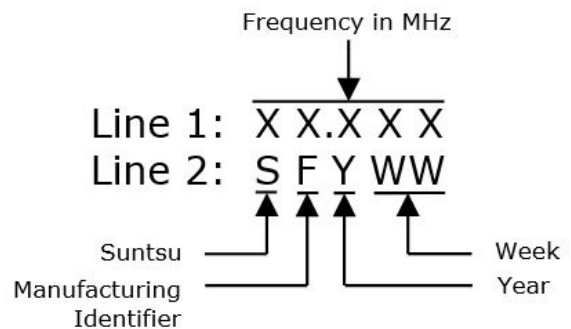 Frequency in MHz
Line 1: X X.X X X
Line 2: S F Y WW
Suntsu
Week
Manufacturing
Identifier
Year